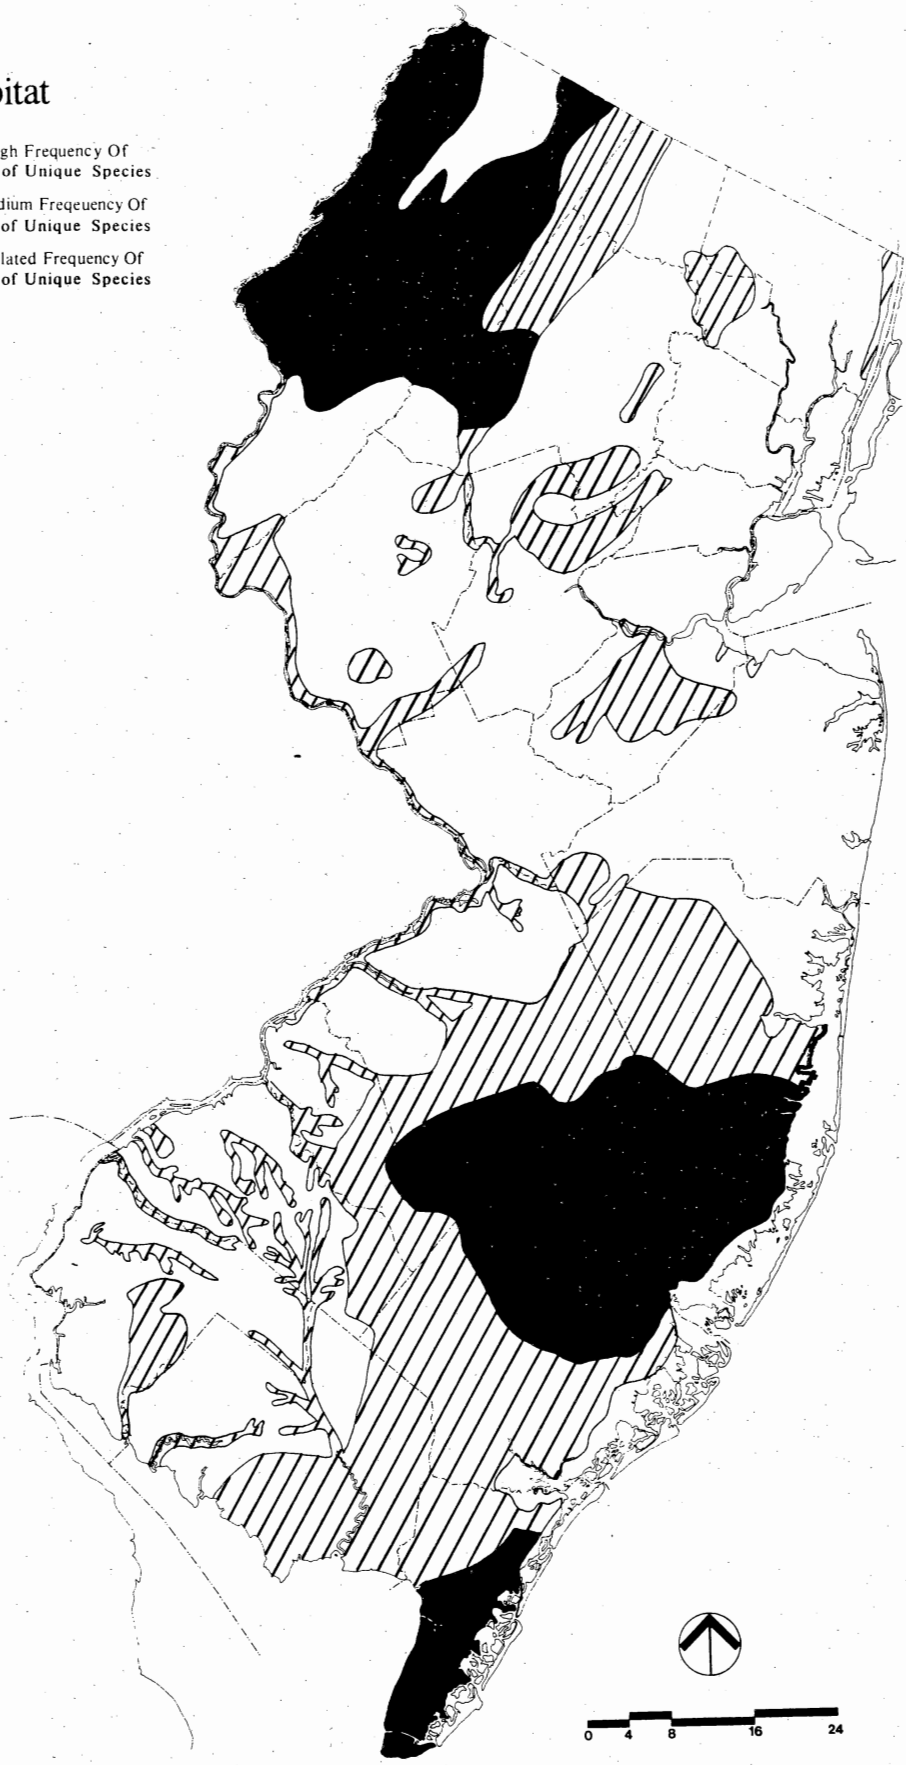 bitat
gh Frequency Of
of Unique Species
dium Freqeuency Of
of Unique Species
lated Frequency Of
of Unique Species
0 4 8 16 24